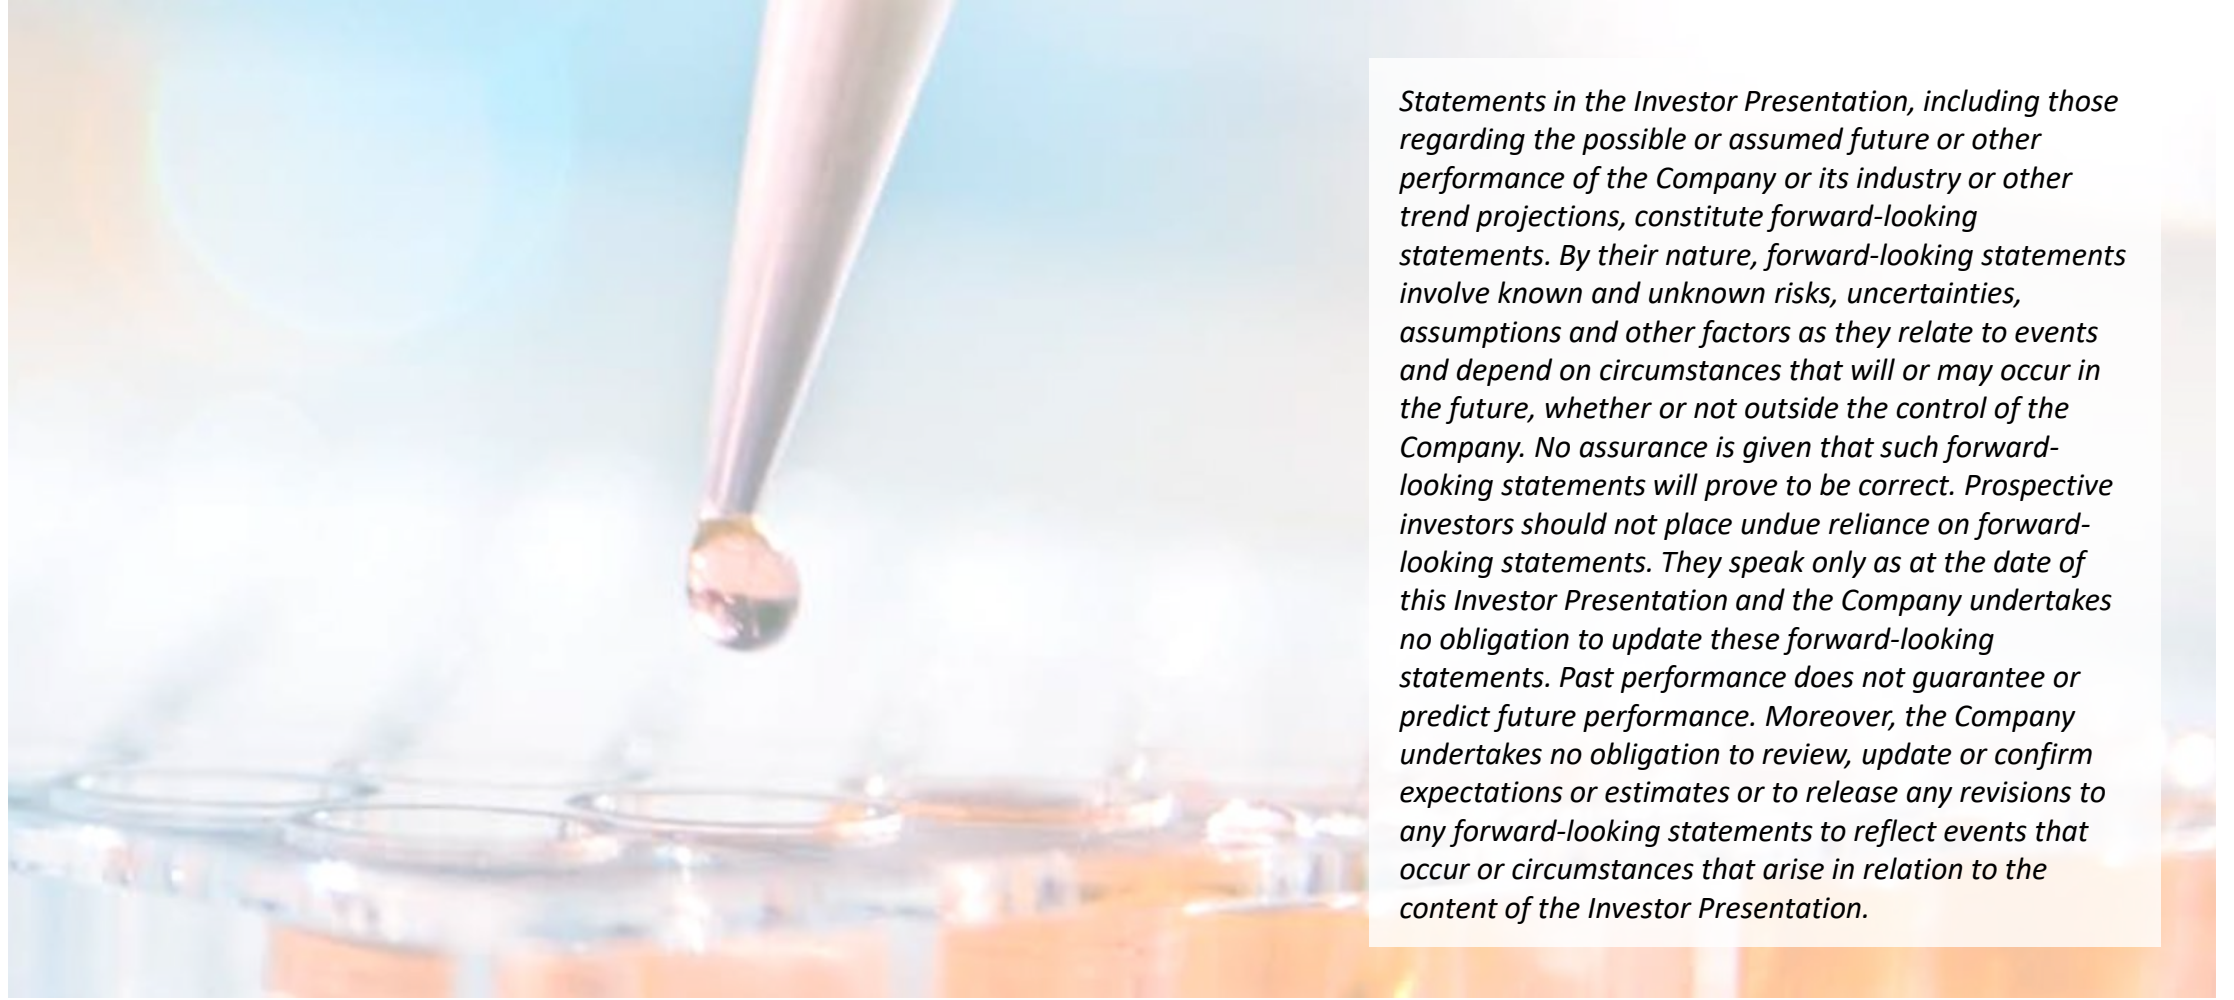 Statements in the Investor Presentation, including those
regarding the possible or assumed future or other
performance of the Company or its industry or other
trend projections, constitute forward-looking
statements. By their nature, forward-looking statements
involve known and unknown risks, uncertainties,
assumptions and other factors as they relate to events
and depend on circumstances that will or may occur in
the future, whether or not outside the control of the
Company. No assurance is given that such forward-
looking statements will prove to be correct. Prospective
investors should not place undue reliance on forward-
looking statements. They speak only as at the date of
this Investor Presentation and the Company undertakes
no obligation to update these forward-looking
statements. Past performance does not guarantee or
predict future performance. Moreover, the Company
undertakes no obligation to review, update or confirm
expectations or estimates or to release any revisions to
any forward-looking statements to reflect events that
occur or circumstances that arise in relation to the
content of the Investor Presentation.